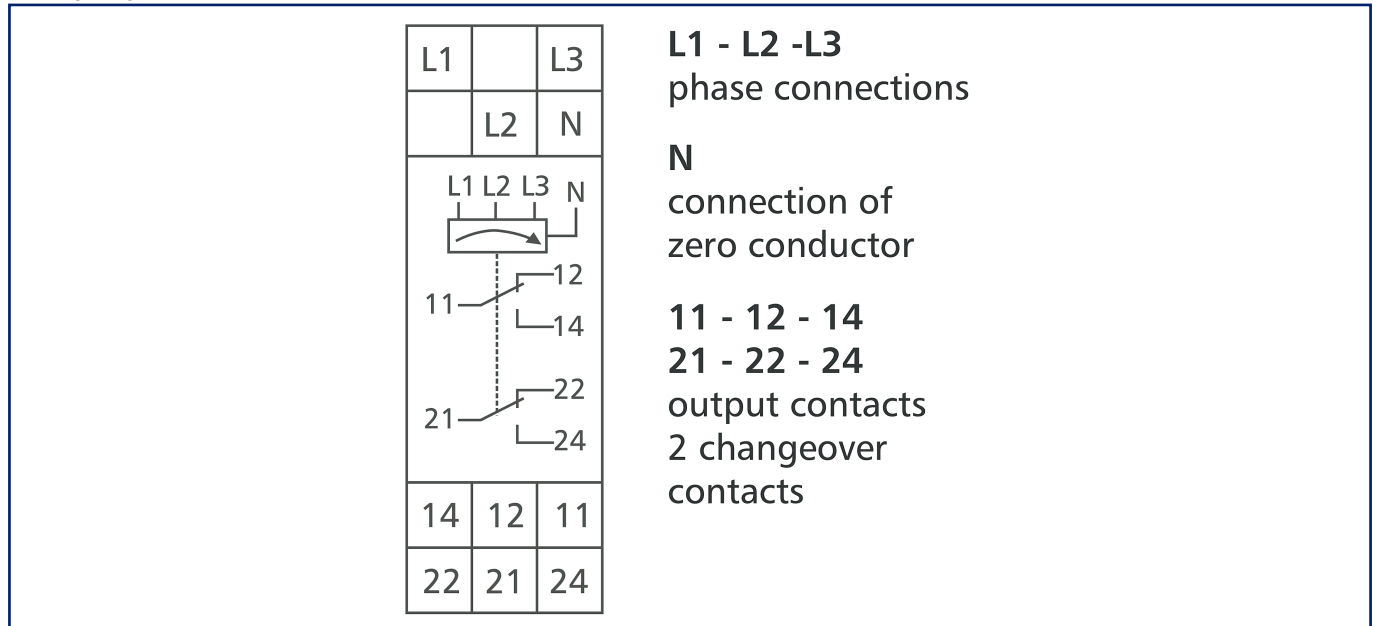 L1 L3
L2 N
L1 L2 L3 N
12
11
14
22
21
24
14 12 11
22 21 24
L1 - L2 -L3
phase connections
N
connection of
zero conductor
11 - 12 - 14
21 - 22 - 24
output contacts
2 changeover
contacts